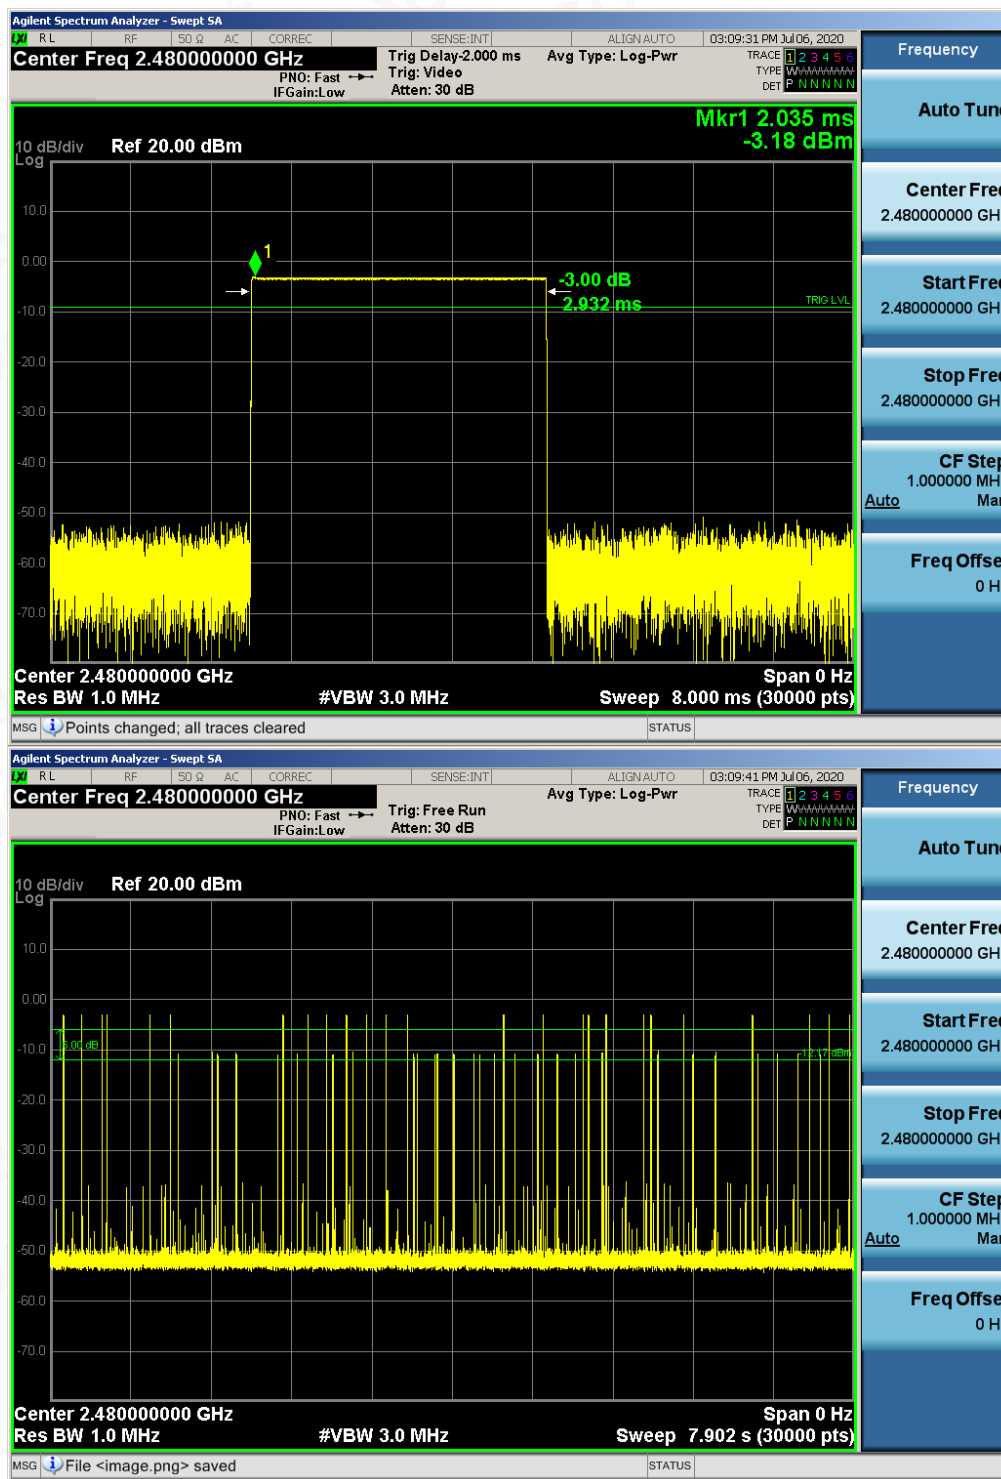 Agilent Spectrum Analyzer - Swept SA
LXI RL RF 50 Ω AC CORREC SENSE:INT ALIGN AUTO 03:09:31 PM Jul 06, 2020
Center Freq 2.480000000 GHz
PNO: Fast
IFGain:Low
Trig Delay-2.000 ms
Trig: Video
Atten: 30 dB
Avg Type: Log-Pwr
TRACE 1 2 3 4 5 6
TYPE W
DET P N N N N N
Mkr1 2.035 ms
-3.18 dBm
10 dB/div Ref 20.00 dBm
Log
10.0
0.00
-10.0
-20.0
-30.0
-40.0
-50.0
-60.0
-70.0
1
-3.00 dB
2.932 ms
TRIG LVL
Center 2.480000000 GHz Span 0 Hz
Res BW 1.0 MHz #VBW 3.0 MHz Sweep 8.000 ms (30000 pts)
MSG Points changed; all traces cleared STATUS
Frequency
Auto Tun
Center Fre
2.480000000 GH
Start Fre
2.480000000 GH
Stop Fre
2.480000000 GH
CF Step
1.000000 MH
Auto Ma
Freq Offse
0 H
Agilent Spectrum Analyzer - Swept SA
LXI RL RF 50 Ω AC CORREC SENSE:INT ALIGN AUTO 03:09:41 PM Jul 06, 2020
Center Freq 2.480000000 GHz
PNO: Fast
IFGain:Low
Trig: Free Run
Atten: 30 dB
Avg Type: Log-Pwr
TRACE 1 2 3 4 5 6
TYPE W
DET P N N N N N
10 dB/div Ref 20.00 dBm
Log
10.0
0.00
-10.0
-20.0
-30.0
-40.0
-50.0
-60.0
-70.0
6.00 dB
-12.17 dBm
Center 2.480000000 GHz Span 0 Hz
Res BW 1.0 MHz #VBW 3.0 MHz Sweep 7.902 s (30000 pts)
MSG File <image.png> saved STATUS
Frequency
Auto Tun
Center Fre
2.480000000 GH
Start Fre
2.480000000 GH
Stop Fre
2.480000000 GH
CF Step
1.000000 MH
Auto Ma
Freq Offse
0 H